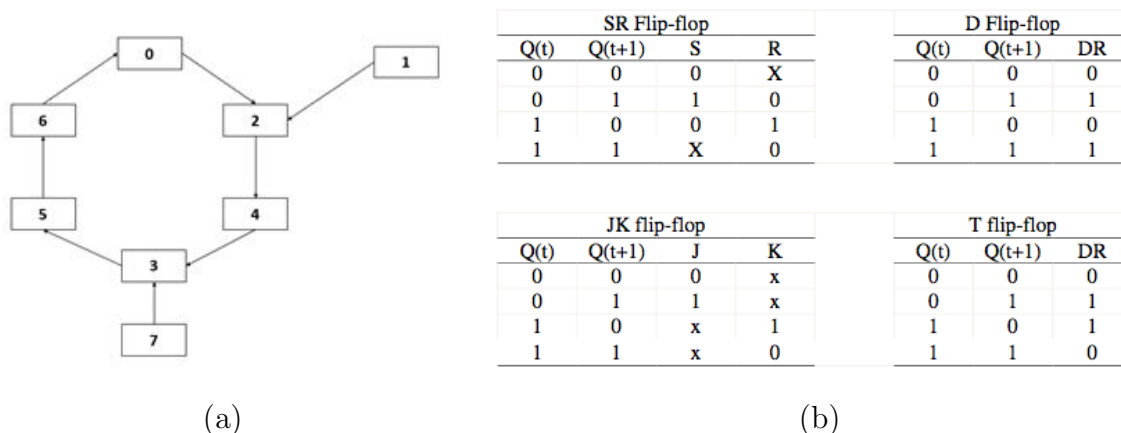 0
1
6
2
5
4
3
7
(a)
SR Flip-flop
Q(t) Q(t+1) S R
0 0 0 X
0 1 1 0
1 0 0 1
1 1 X 0
D Flip-flop
Q(t) Q(t+1) DR
0 0 0
0 1 1
1 0 0
1 1 1
JK flip-flop
Q(t) Q(t+1) J K
0 0 0 x
0 1 1 x
1 0 x 1
1 1 x 0
T flip-flop
Q(t) Q(t+1) DR
0 0 0
0 1 1
1 0 1
1 1 0
(b)